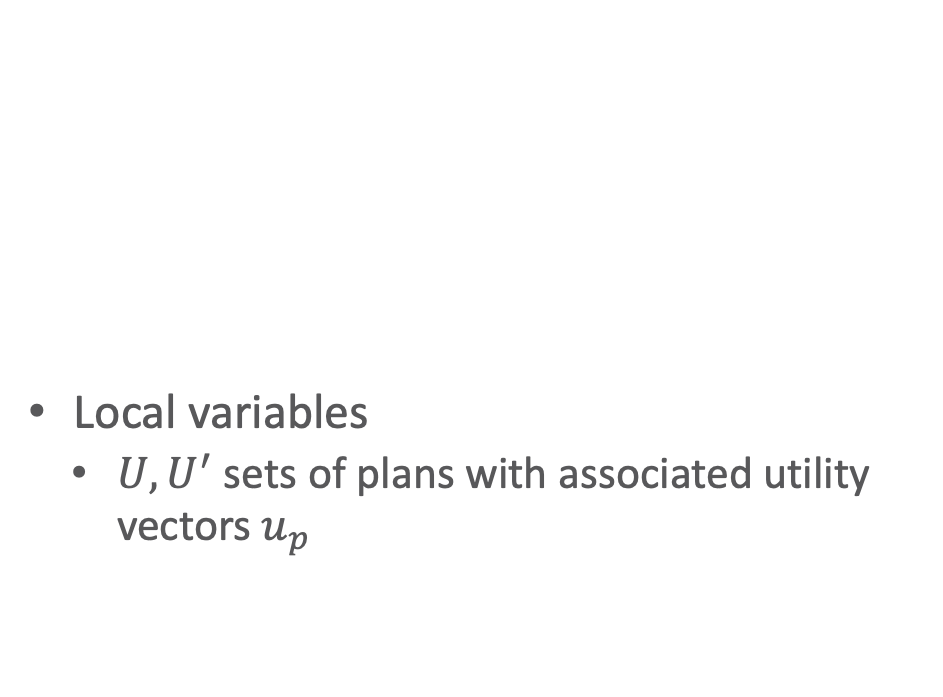 • Local variables
• U, U′ sets of plans with associated utility
vectors uₚ